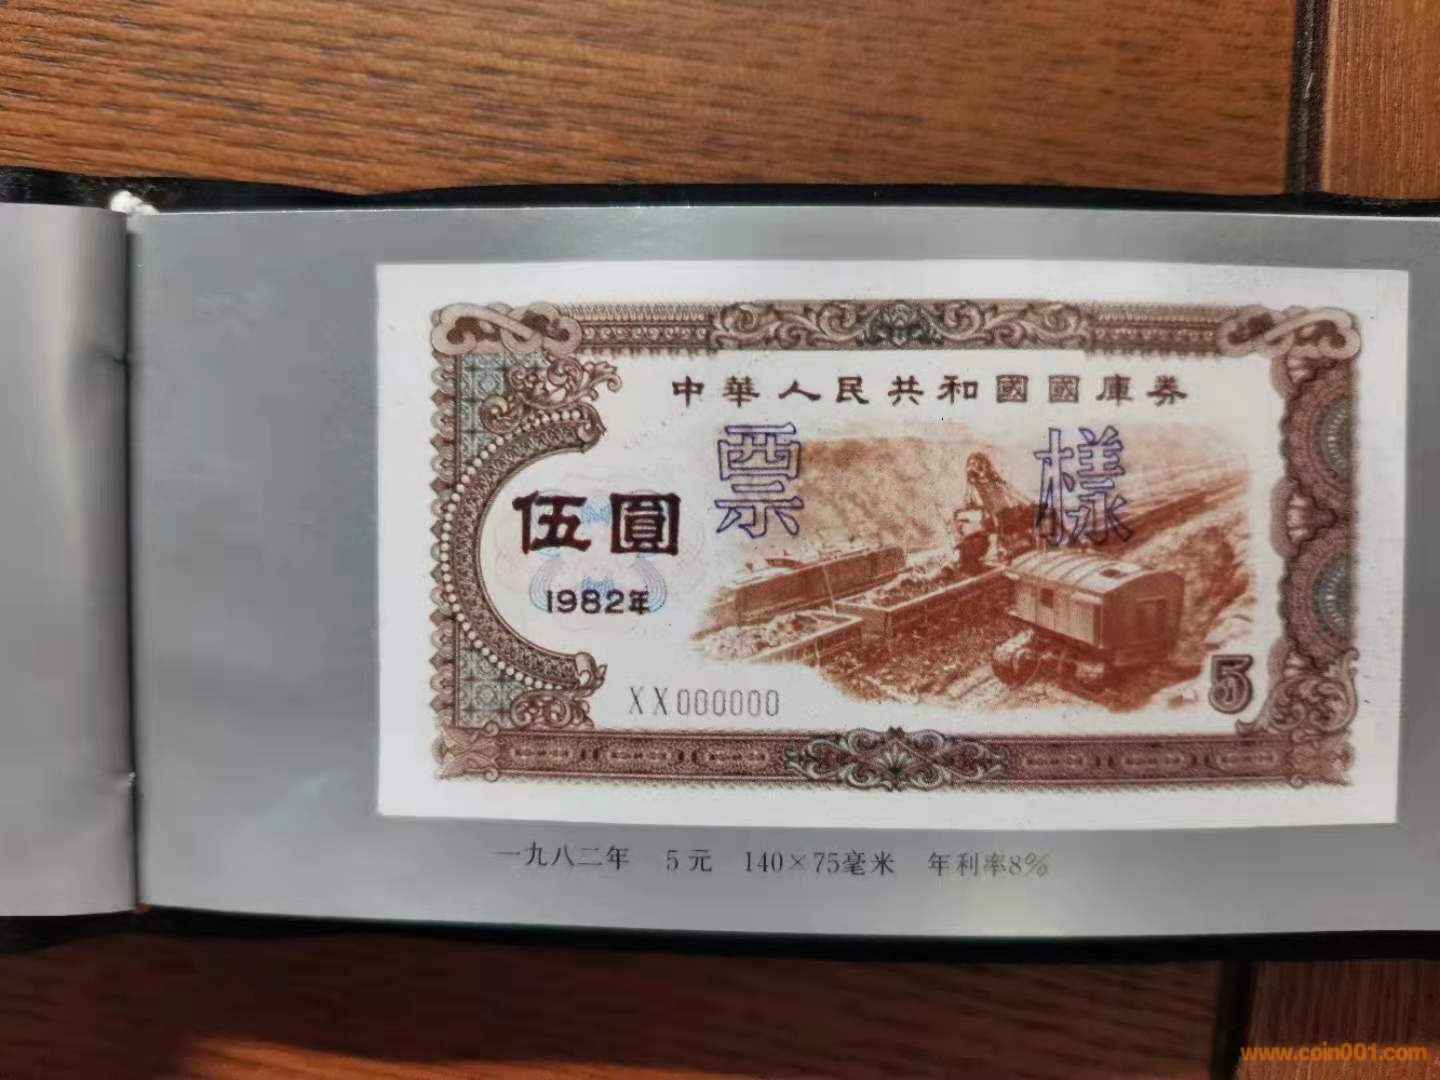 中華人民共和國國庫券
票樣
伍圓
1982年
XX000000
5
一九八二年 5元 140×75毫米 年利率8%
www.coin001.com